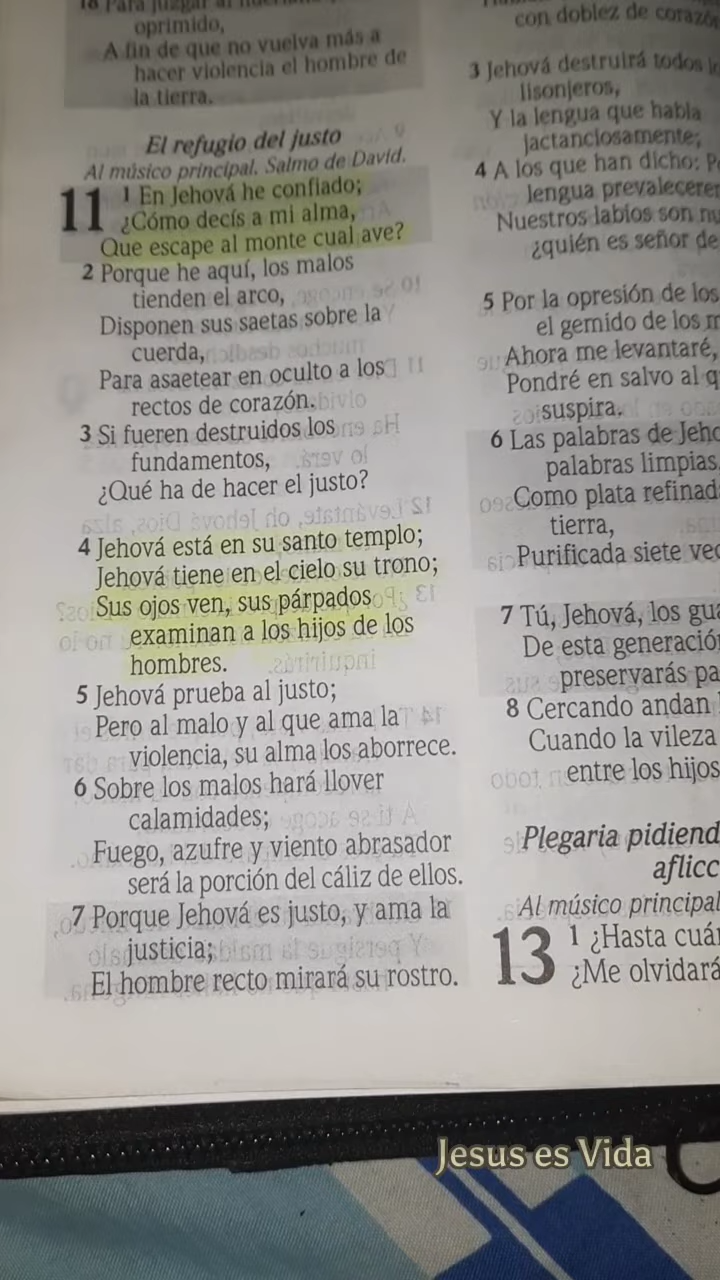 18 Para juzgar al
oprimido,
A fin de que no vuelva más a
hacer violencia el hombre de
la tierra.
El refugio del justo
Al músico principal. Salmo de David.
11 1 En Jehová he confiado;
¿Cómo decís a mi alma,
Que escape al monte cual ave?
2 Porque he aquí, los malos
tienden el arco,
Disponen sus saetas sobre la
cuerda,
Para asaetear en oculto a los
rectos de corazón.
3 Si fueren destruidos los
fundamentos,
¿Qué ha de hacer el justo?
4 Jehová está en su santo templo;
Jehová tiene en el cielo su trono;
Sus ojos ven, sus párpados
examinan a los hijos de los
hombres.
5 Jehová prueba al justo;
Pero al malo y al que ama la
violencia, su alma los aborrece.
6 Sobre los malos hará llover
calamidades;
Fuego, azufre y viento abrasador
será la porción del cáliz de ellos.
7 Porque Jehová es justo, y ama la
justicia;
El hombre recto mirará su rostro.
con doblez de
3 Jehová destruirá todos
lisonjeros,
Y la lengua que habla
jactanciosamente;
4 A los que han dicho:
lengua
Nuestros labios son
¿quién es señor de
5 Por la opresión de los
el gemido de los
Ahora me levantaré,
Pondré en salvo al
suspira.
6 Las palabras de
palabras limpias,
Como plata
tierra,
Purificada siete
7 Tú, Jehová, los
De esta
preservarás
8 Cercando andan
Cuando la vileza
entre los hijos
Plegaria
Al músico principal
13 1 ¿Hasta
¿Me
Jesus es Vida